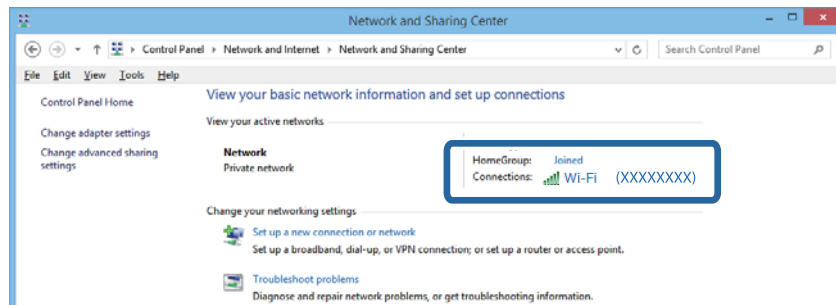 Network and Sharing Center
Control Panel Network and Internet Network and Sharing Center Search Control Panel
File Edit View Tools Help
Control Panel Home
Change adapter settings
Change advanced sharing settings
View your basic network information and set up connections
View your active networks
Network
Private network
HomeGroup: Joined
Connections: Wi-Fi (XXXXXXXX)
Change your networking settings
Set up a new connection or network
Set up a broadband, dial-up, or VPN connection; or set up a router or access point.
Troubleshoot problems
Diagnose and repair network problems, or get troubleshooting information.